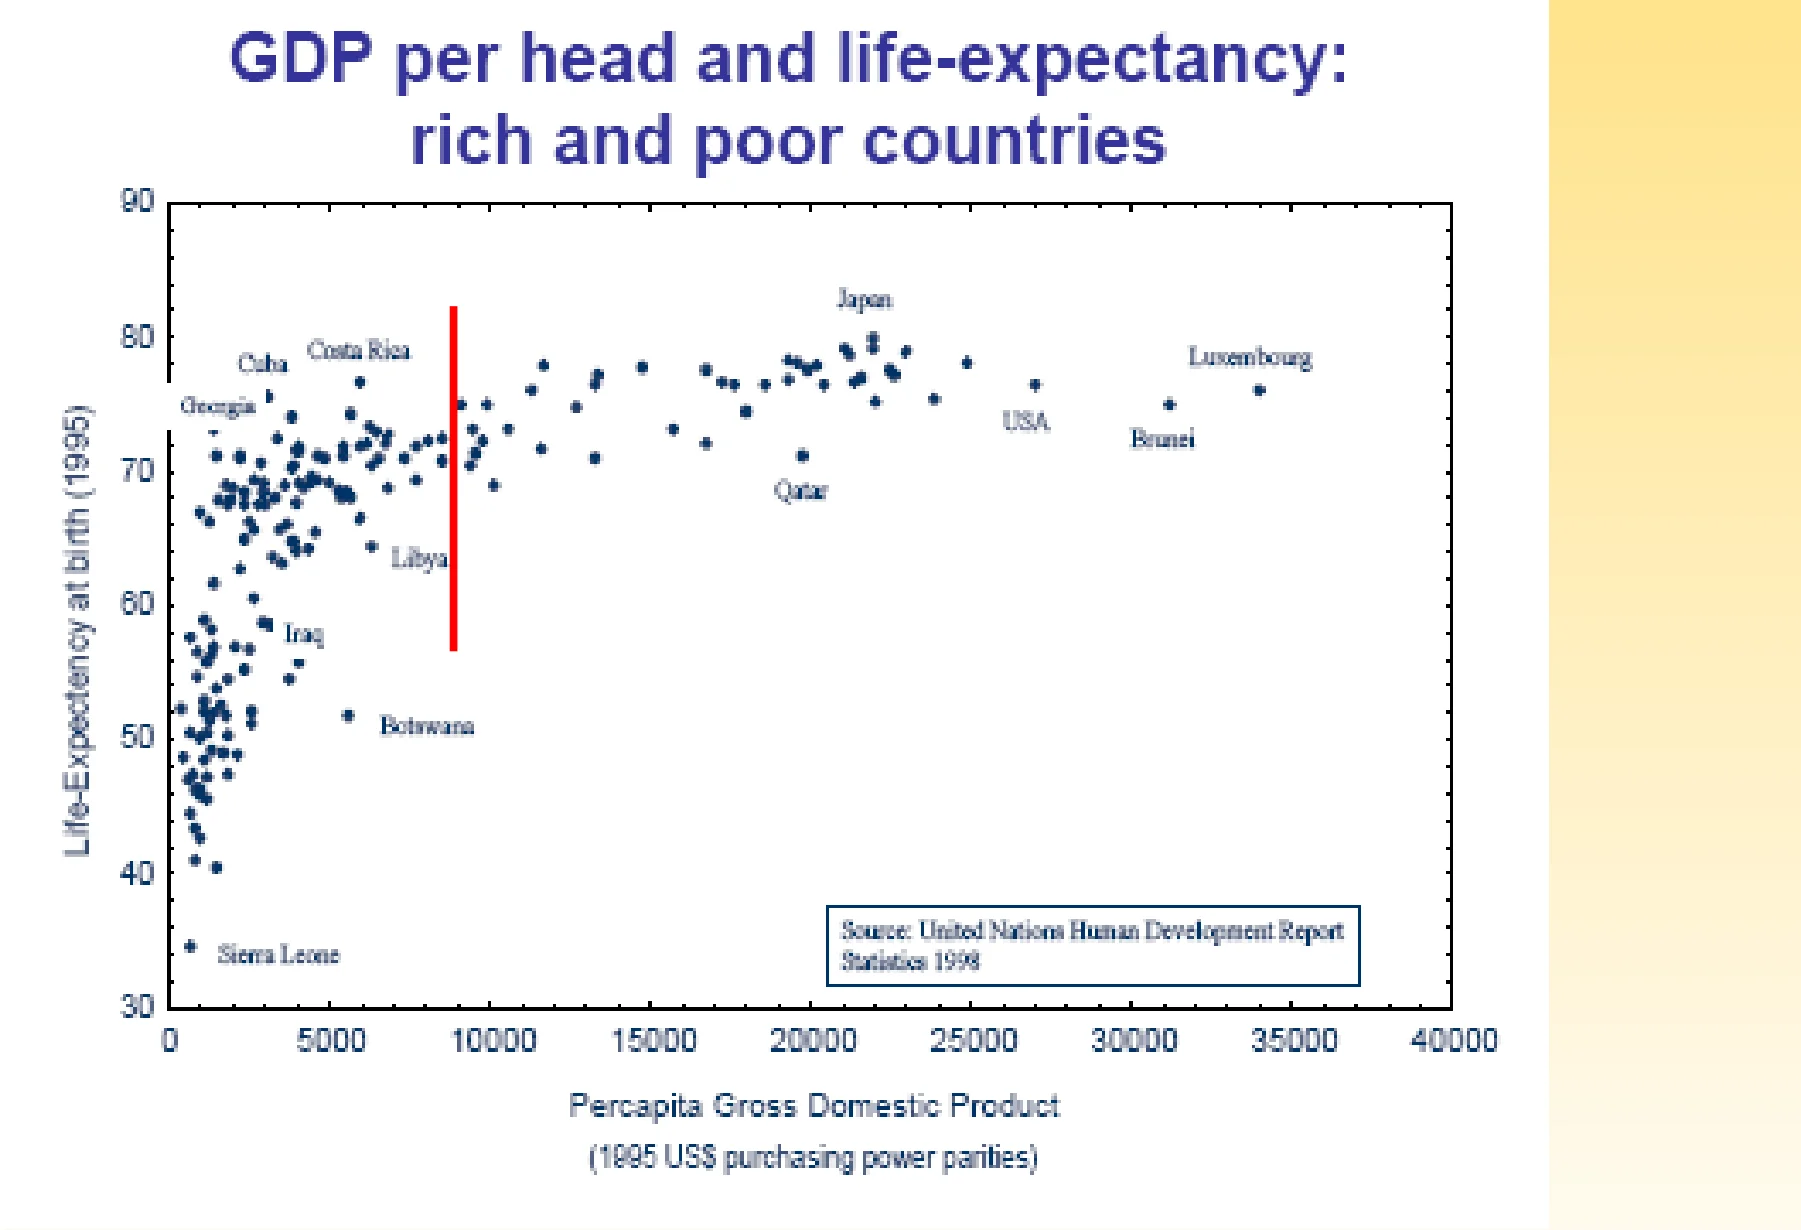 GDP per head and life-expectancy:
rich and poor countries
90
80
70
60
50
40
30
Life-Expectency at birth (1995)
Japan
Costa Rica
Cuba
Luxembourg
Georgia
USA
Brunei
Qatar
Libya
Iraq
Botswana
Source: United Nations Human Development Report
Statistics 1998
Sierra Leone
0 5000 10000 15000 20000 25000 30000 35000 40000
Percapita Gross Domestic Product
(1995 US$ purchasing power parities)